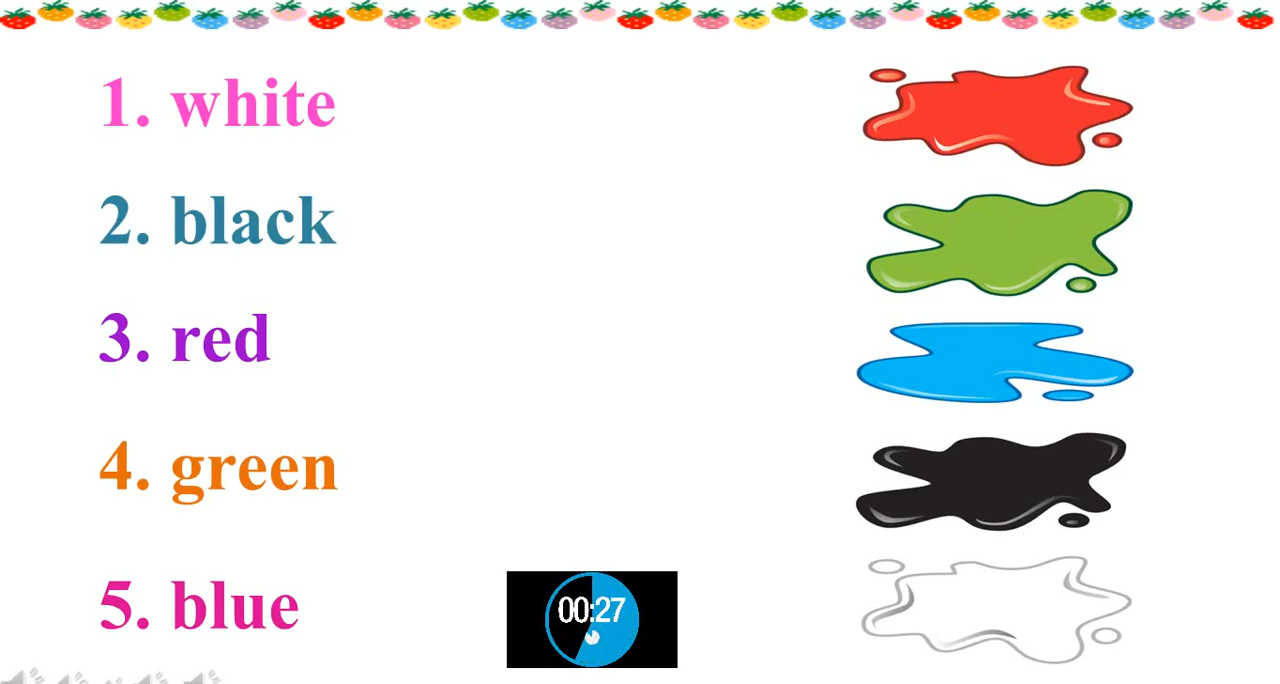 1. white
2. black
3. red
4. green
5. blue
00:27